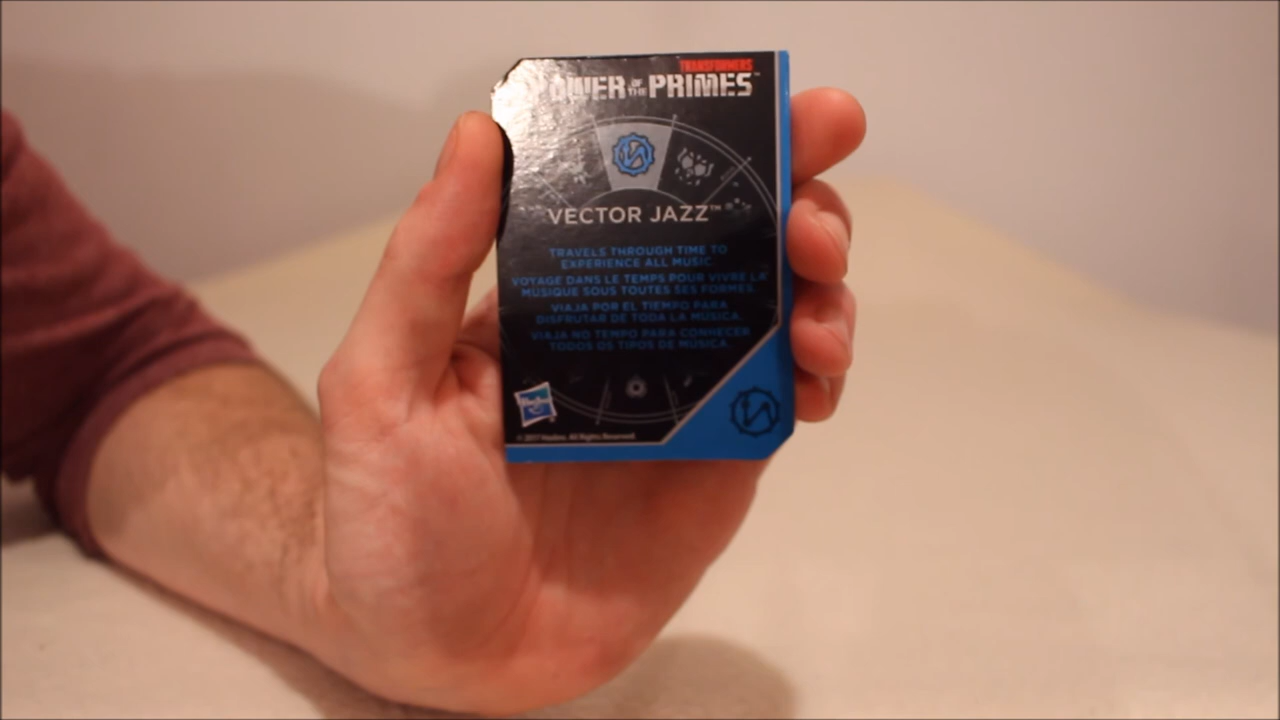 TRANSFORMERS
POWER OF THE PRIMES™
VECTOR JAZZ™
TRAVELS THROUGH TIME TO
EXPERIENCE ALL MUSIC.
VOYAGE DANS LE TEMPS POUR VIVRE LA
MUSIQUE SOUS TOUTES SES FORMES.
VIAJA POR EL TIEMPO PARA
DISFRUTAR DE TODA LA MÚSICA.
VIAJA NO TEMPO PARA CONHECER
TODOS OS TIPOS DE MÚSICA.
Hasbro
© 2017 Hasbro. All Rights Reserved.